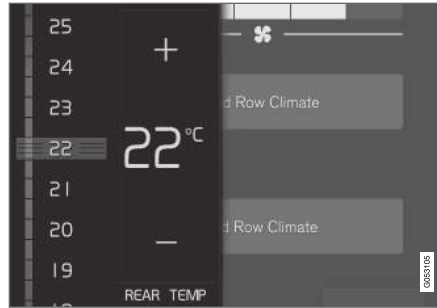 25
24
23
22
21
20
19
+
22°C
–
REAR TEMP
d Row Climate
d Row Climate
G053105